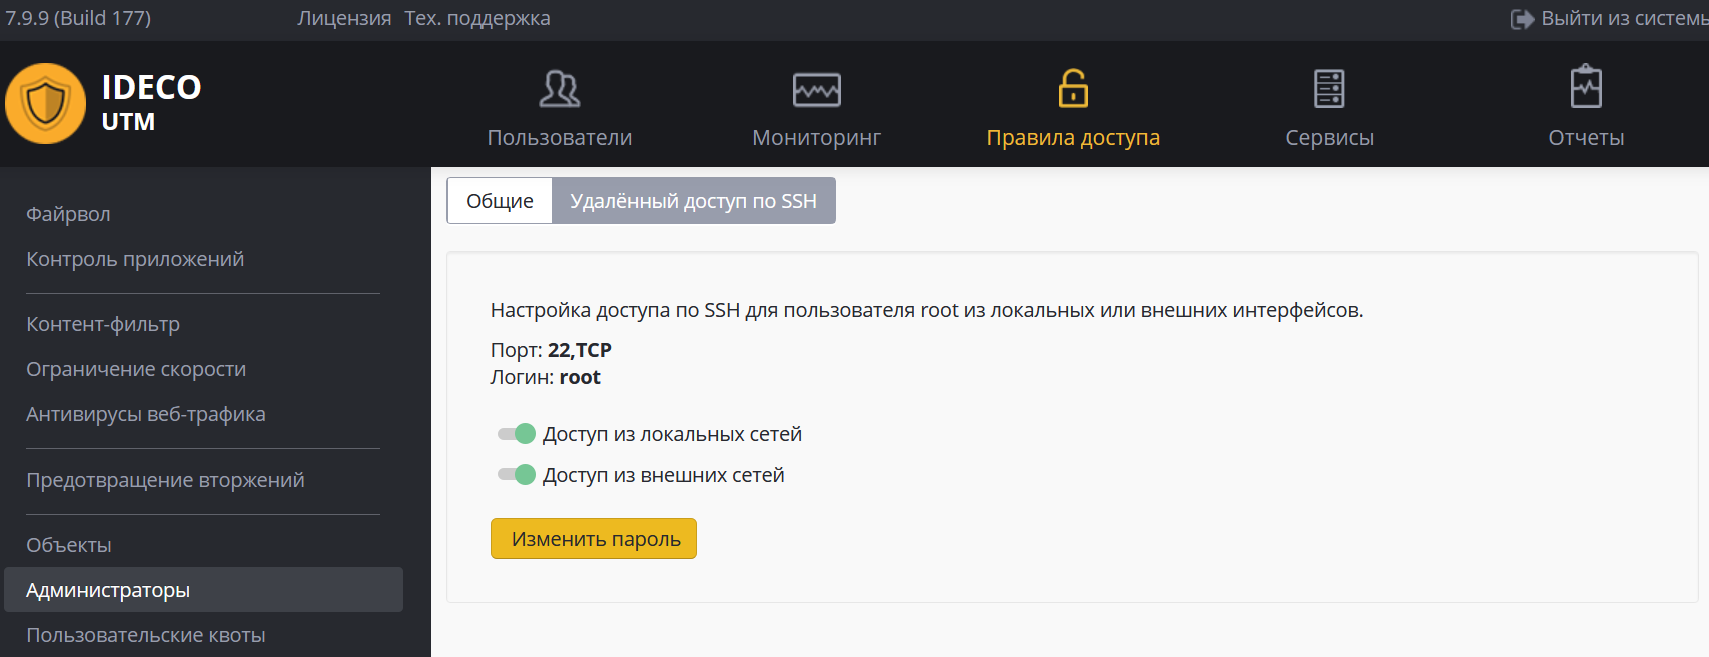 7.9.9 (Build 177) Лицензия Тех. поддержка Выйти из системы
IDECO
UTM
Пользователи Мониторинг Правила доступа Сервисы Отчеты
Файрвол
Контроль приложений
Контент-фильтр
Ограничение скорости
Антивирусы веб-трафика
Предотвращение вторжений
Объекты
Администраторы
Пользовательские квоты
Общие Удалённый доступ по SSH
Настройка доступа по SSH для пользователя root из локальных или внешних интерфейсов.
Порт: 22,TCP
Логин: root
Доступ из локальных сетей
Доступ из внешних сетей
Изменить пароль